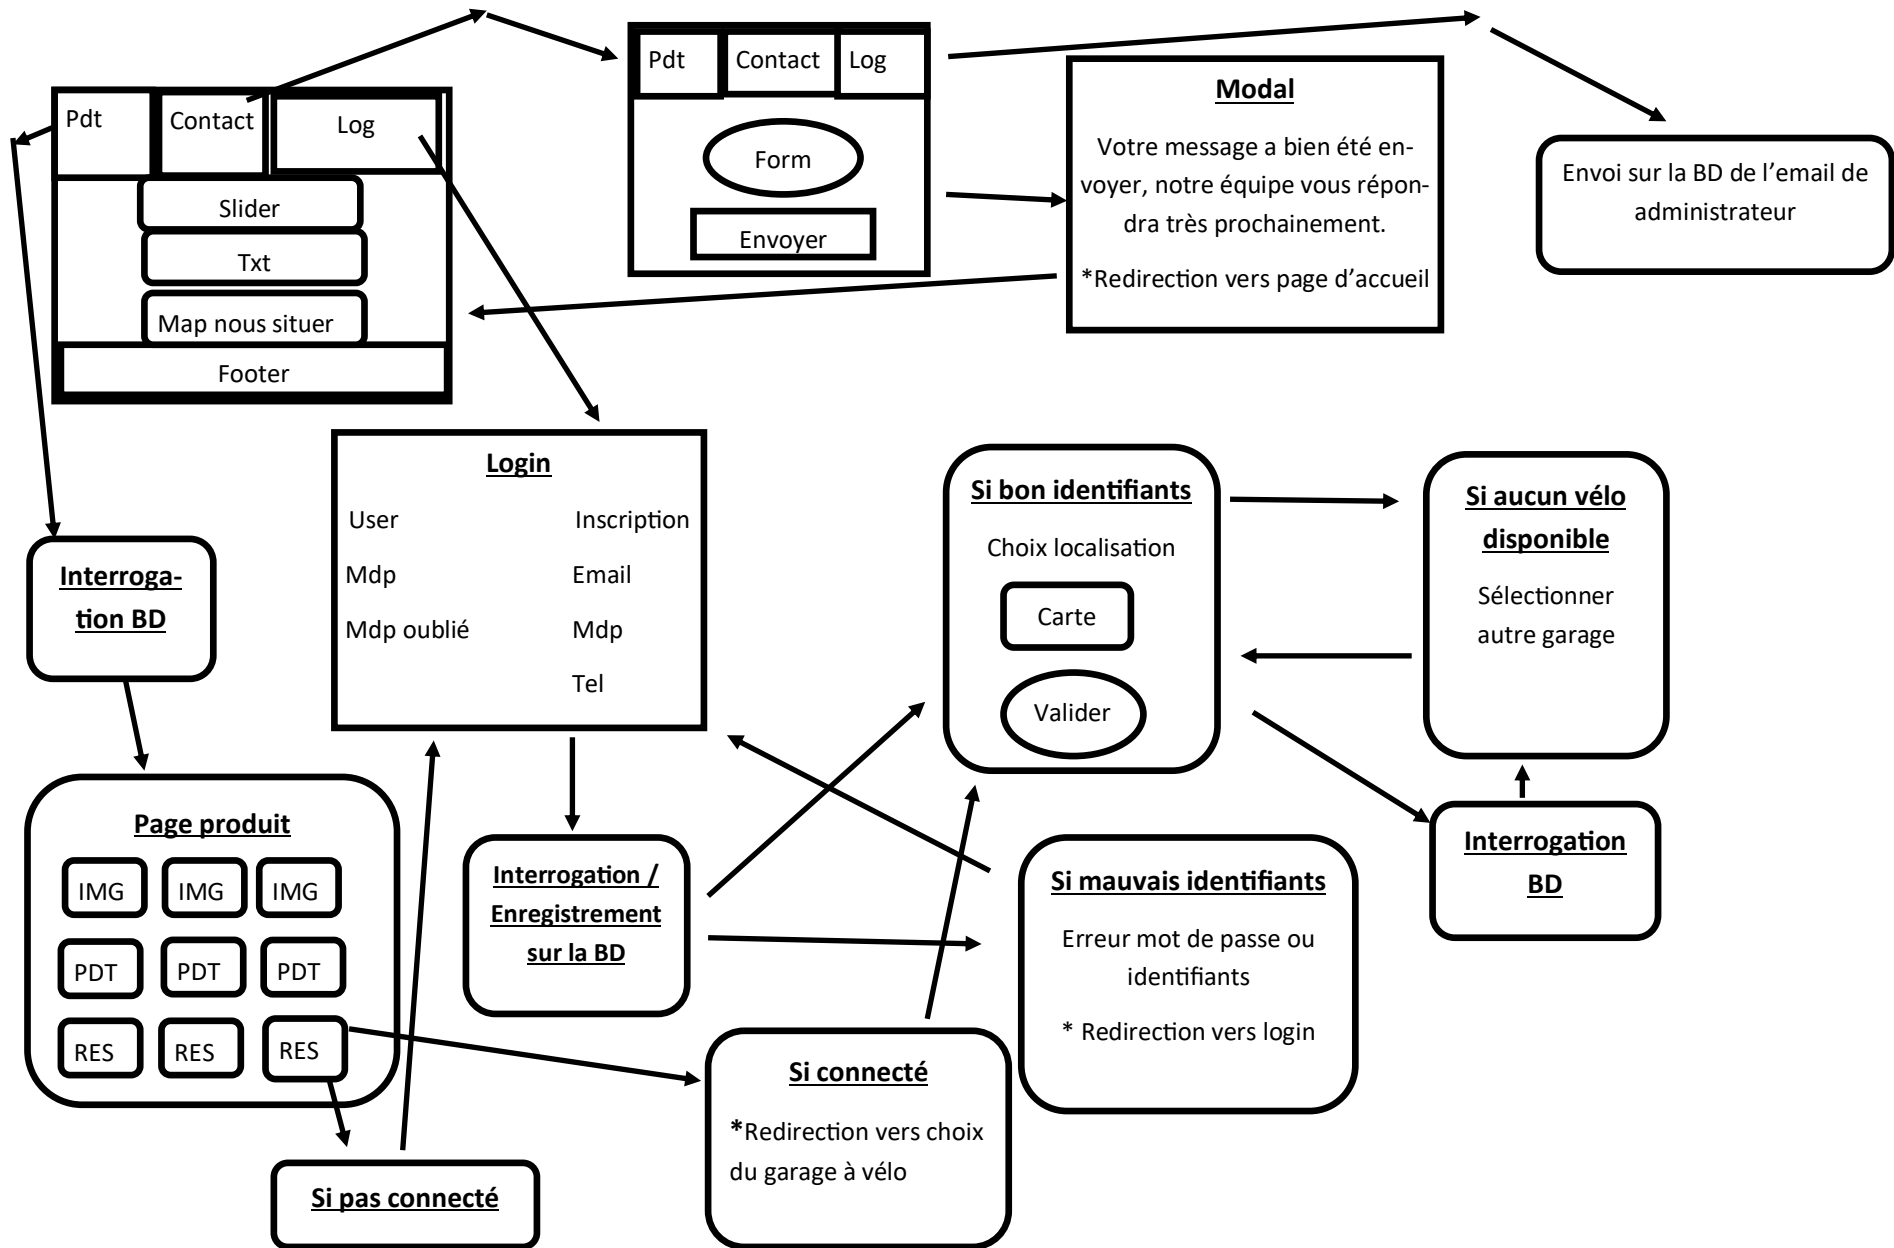 Pdt
Contact
Log
Slider
Txt
Map nous situer
Footer
Pdt
Contact
Log
Form
Envoyer
Modal
Votre message a bien été en-
voyer, notre équipe vous répon-
dra très prochainement.
*Redirection vers page d’accueil
Envoi sur la BD de l’email de
administrateur
Login
User
Mdp
Mdp oublié
Inscription
Email
Mdp
Tel
Si bon identifiants
Choix localisation
Carte
Valider
Si aucun vélo
disponible
Sélectionner
autre garage
Interroga-
tion BD
Page produit
IMG
IMG
IMG
PDT
PDT
PDT
RES
RES
RES
Interrogation /
Enregistrement
sur la BD
Si mauvais identifiants
Erreur mot de passe ou
identifiants
* Redirection vers login
Interrogation
BD
Si connecté
*Redirection vers choix
du garage à vélo
Si pas connecté